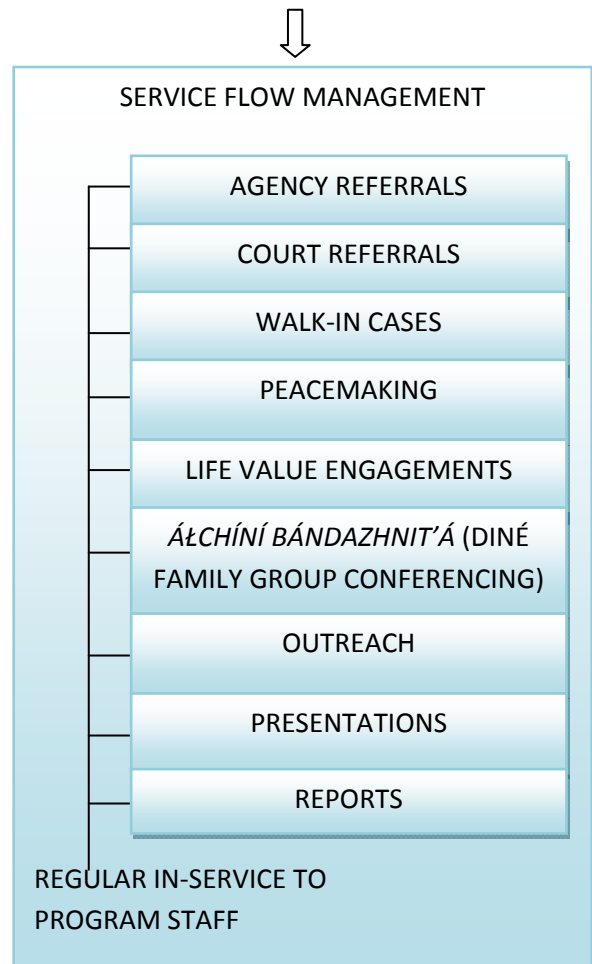 SERVICE FLOW MANAGEMENT
AGENCY REFERRALS
COURT REFERRALS
WALK-IN CASES
PEACEMAKING
LIFE VALUE ENGAGEMENTS
ÁŁCHÍNÍ BÁNDAZHNIT’Á (DINÉ
FAMILY GROUP CONFERENCING)
OUTREACH
PRESENTATIONS
REPORTS
REGULAR IN-SERVICE TO
PROGRAM STAFF